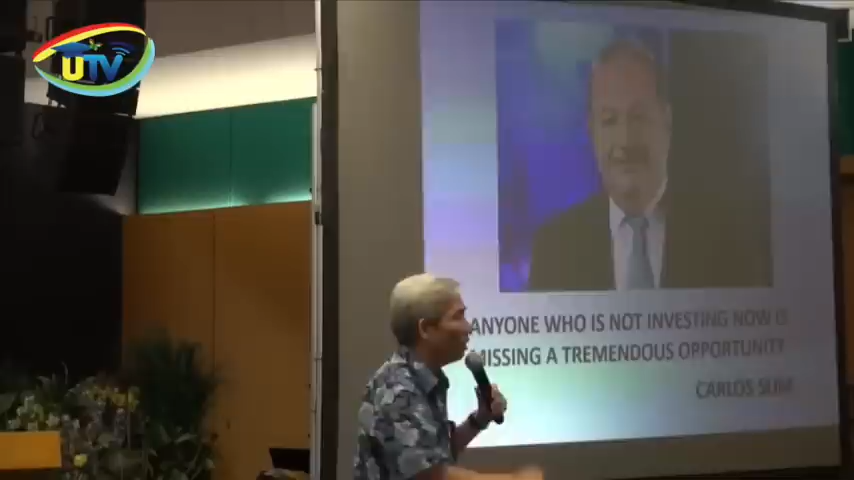 UTV
ANYONE WHO IS NOT INVESTING NOW IS
MISSING A TREMENDOUS OPPORTUNITY
CARLOS SLIM